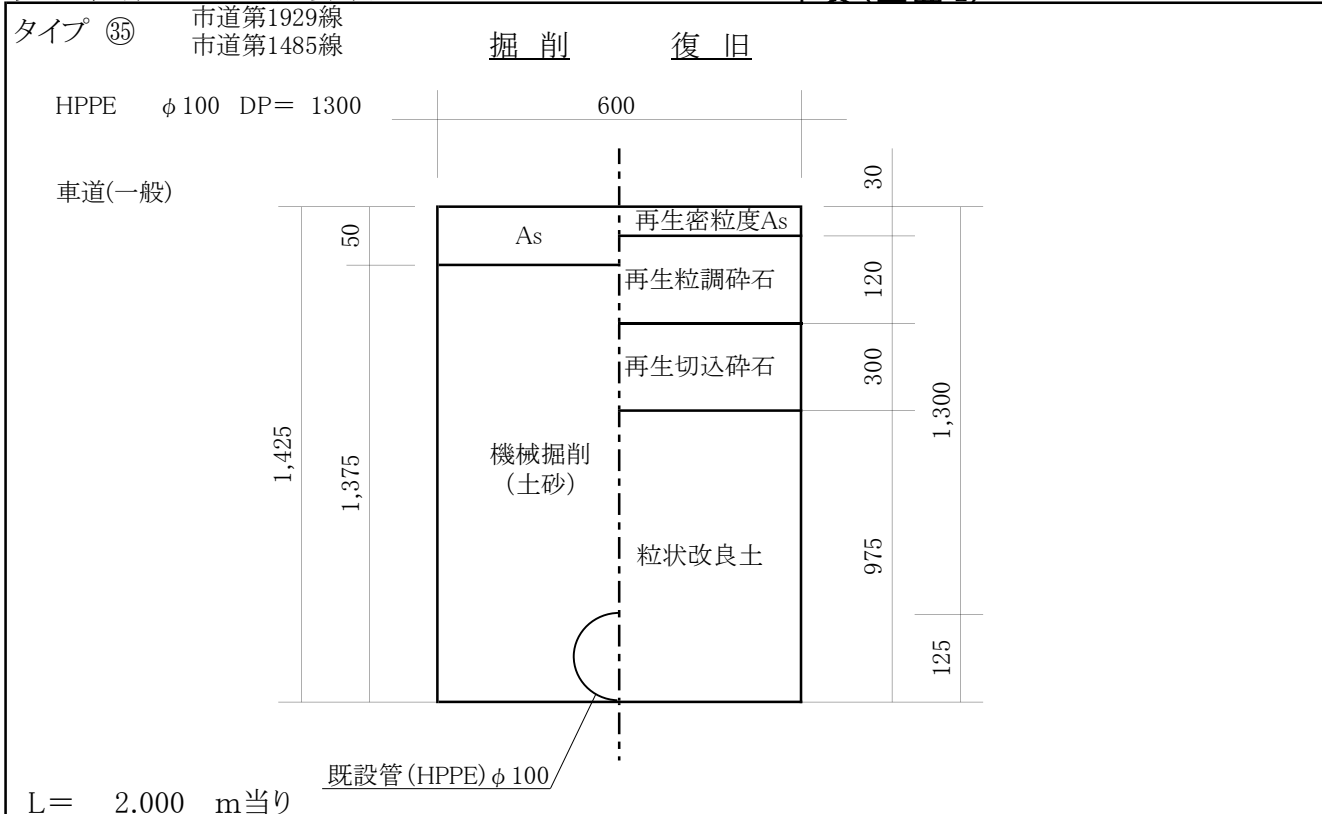 タイプ ㉟
市道第1929線
市道第1485線
掘 削
復 旧
HPPE φ100 DP= 1300
600
車道(一般)
30
50
As
再生密粒度As
再生粒調砕石
120
再生切込砕石
300
1,300
1,425
1,375
機械掘削
(土砂)
粒状改良土
975
125
既設管(HPPE)φ100
L= 2.000 m当り